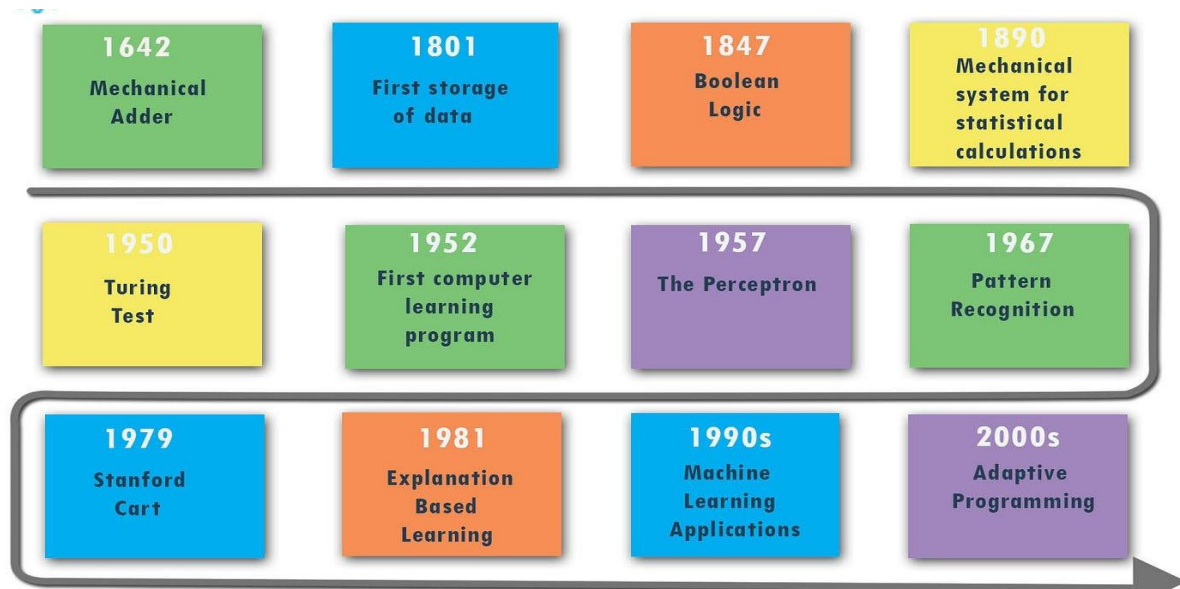 1642
Mechanical
Adder
1801
First storage
of data
1847
Boolean
Logic
1890
Mechanical
system for
statistical
calculations
1950
Turing
Test
1952
First computer
learning
program
1957
The Perceptron
1967
Pattern
Recognition
1979
Stanford
Cart
1981
Explanation
Based
Learning
1990s
Machine
Learning
Applications
2000s
Adaptive
Programming